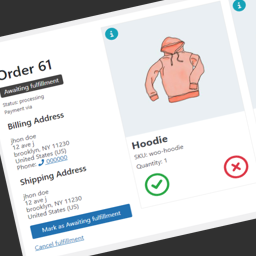 Order 61
Awaiting fulfillment
Status: processing
Payment via
Billing Address
Jhon doe
12 ave j
brooklyn, NY 11230
United States (US)
Phone: 000000
Shipping Address
Jhon doe
12 ave j
brooklyn, NY 11230
United States (US)
Mark as Awaiting fulfillment
Cancel fulfillment
Hoodie
SKU: woo-hoodie
Quantity: 1